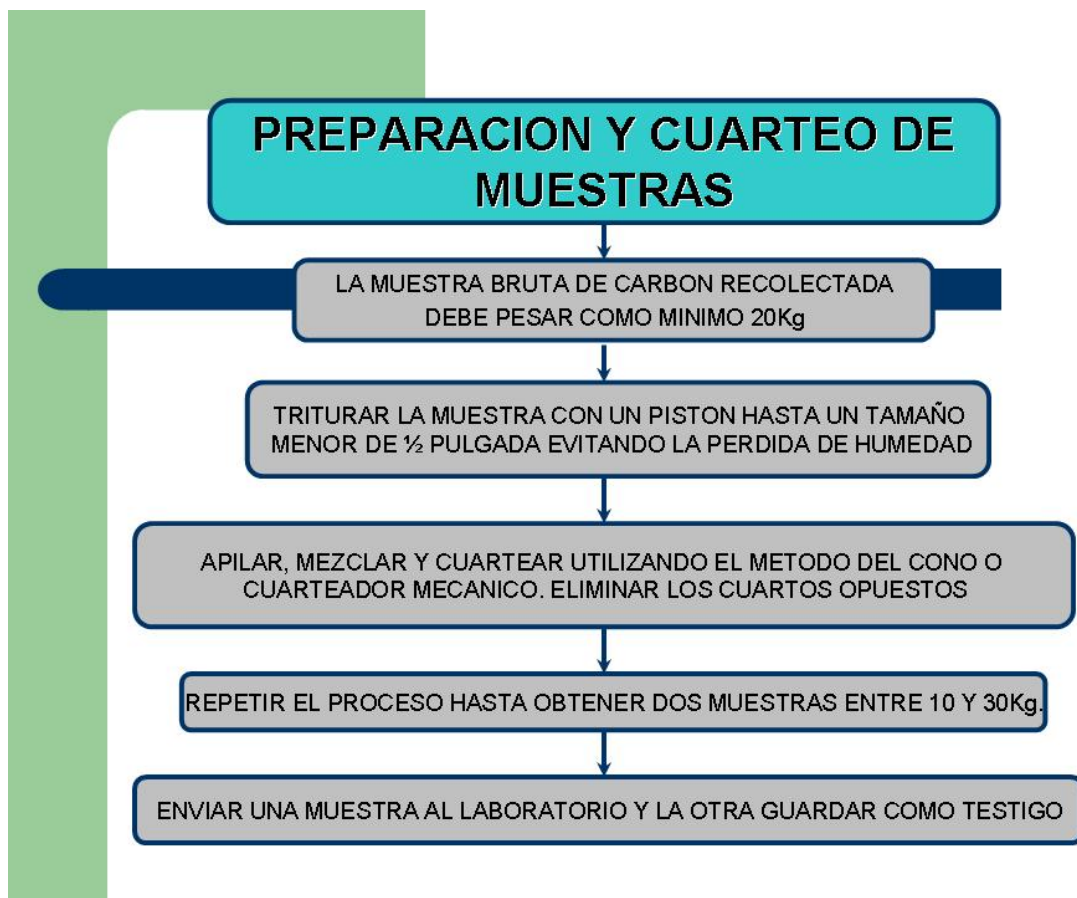 PREPARACION Y CUARTEO DE
MUESTRAS
LA MUESTRA BRUTA DE CARBON RECOLECTADA
DEBE PESAR COMO MINIMO 20Kg
TRITURAR LA MUESTRA CON UN PISTON HASTA UN TAMAÑO
MENOR DE ½ PULGADA EVITANDO LA PERDIDA DE HUMEDAD
APILAR, MEZCLAR Y CUARTEAR UTILIZANDO EL METODO DEL CONO O
CUARTEADOR MECANICO. ELIMINAR LOS CUARTOS OPUESTOS
REPETIR EL PROCESO HASTA OBTENER DOS MUESTRAS ENTRE 10 Y 30Kg.
ENVIAR UNA MUESTRA AL LABORATORIO Y LA OTRA GUARDAR COMO TESTIGO